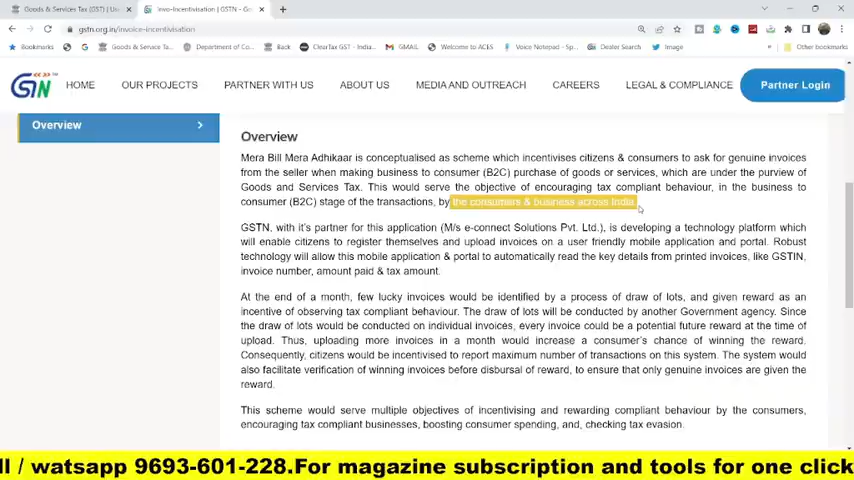 Goods & Services Tax (GST) | Us
Invo-Incentivisation | GSTN - Go
gstn.org.in/invoice-incentivisation
Bookmarks
Goods & Service Ta...
Department of Co...
Back
ClearTax GST - India...
GMAIL
Welcome to ACES
Voice Notepad - Sp...
Dealer Search
Image
Other bookmarks
GSTN
HOME
OUR PROJECTS
PARTNER WITH US
ABOUT US
MEDIA AND OUTREACH
CAREERS
LEGAL & COMPLIANCE
Partner Login
Overview
Overview
Mera Bill Mera Adhikaar is conceptualised as scheme which incentivises citizens & consumers to ask for genuine invoices
from the seller when making business to consumer (B2C) purchase of goods or services, which are under the purview of
Goods and Services Tax. This would serve the objective of encouraging tax compliant behaviour, in the business to
consumer (B2C) stage of the transactions, by the consumers & business across India.
GSTN, with it's partner for this application (M/s e-connect Solutions Pvt. Ltd.), is developing a technology platform which
will enable citizens to register themselves and upload invoices on a user friendly mobile application and portal. Robust
technology will allow this mobile application & portal to automatically read the key details from printed invoices, like GSTIN,
invoice number, amount paid & tax amount.
At the end of a month, few lucky invoices would be identified by a process of draw of lots, and given reward as an
incentive of observing tax compliant behaviour. The draw of lots will be conducted by another Government agency. Since
the draw of lots would be conducted on individual invoices, every invoice could be a potential future reward at the time of
upload. Thus, uploading more invoices in a month would increase a consumer's chance of winning the reward.
Consequently, citizens would be incentivised to report maximum number of transactions on this system. The system would
also facilitate verification of winning invoices before disbursal of reward, to ensure that only genuine invoices are given the
reward.
This scheme would serve multiple objectives of incentivising and rewarding compliant behaviour by the consumers,
encouraging tax compliant businesses, boosting consumer spending, and, checking tax evasion.
ll / watsapp 9693-601-228.For magazine subscription and tools for one click